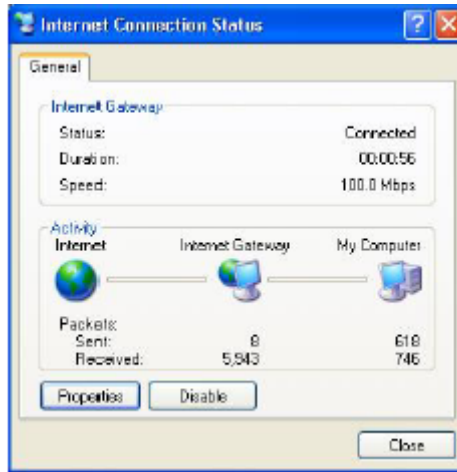 Internet Connection Status
General
Internet Gateway
Status: Connected
Duration: 00:00:56
Speed: 100.0 Mbps
Activity
Internet Internet Gateway My Computer
Packets:
Sent: 8 618
Received: 5,943 746
Properties Disable
Close